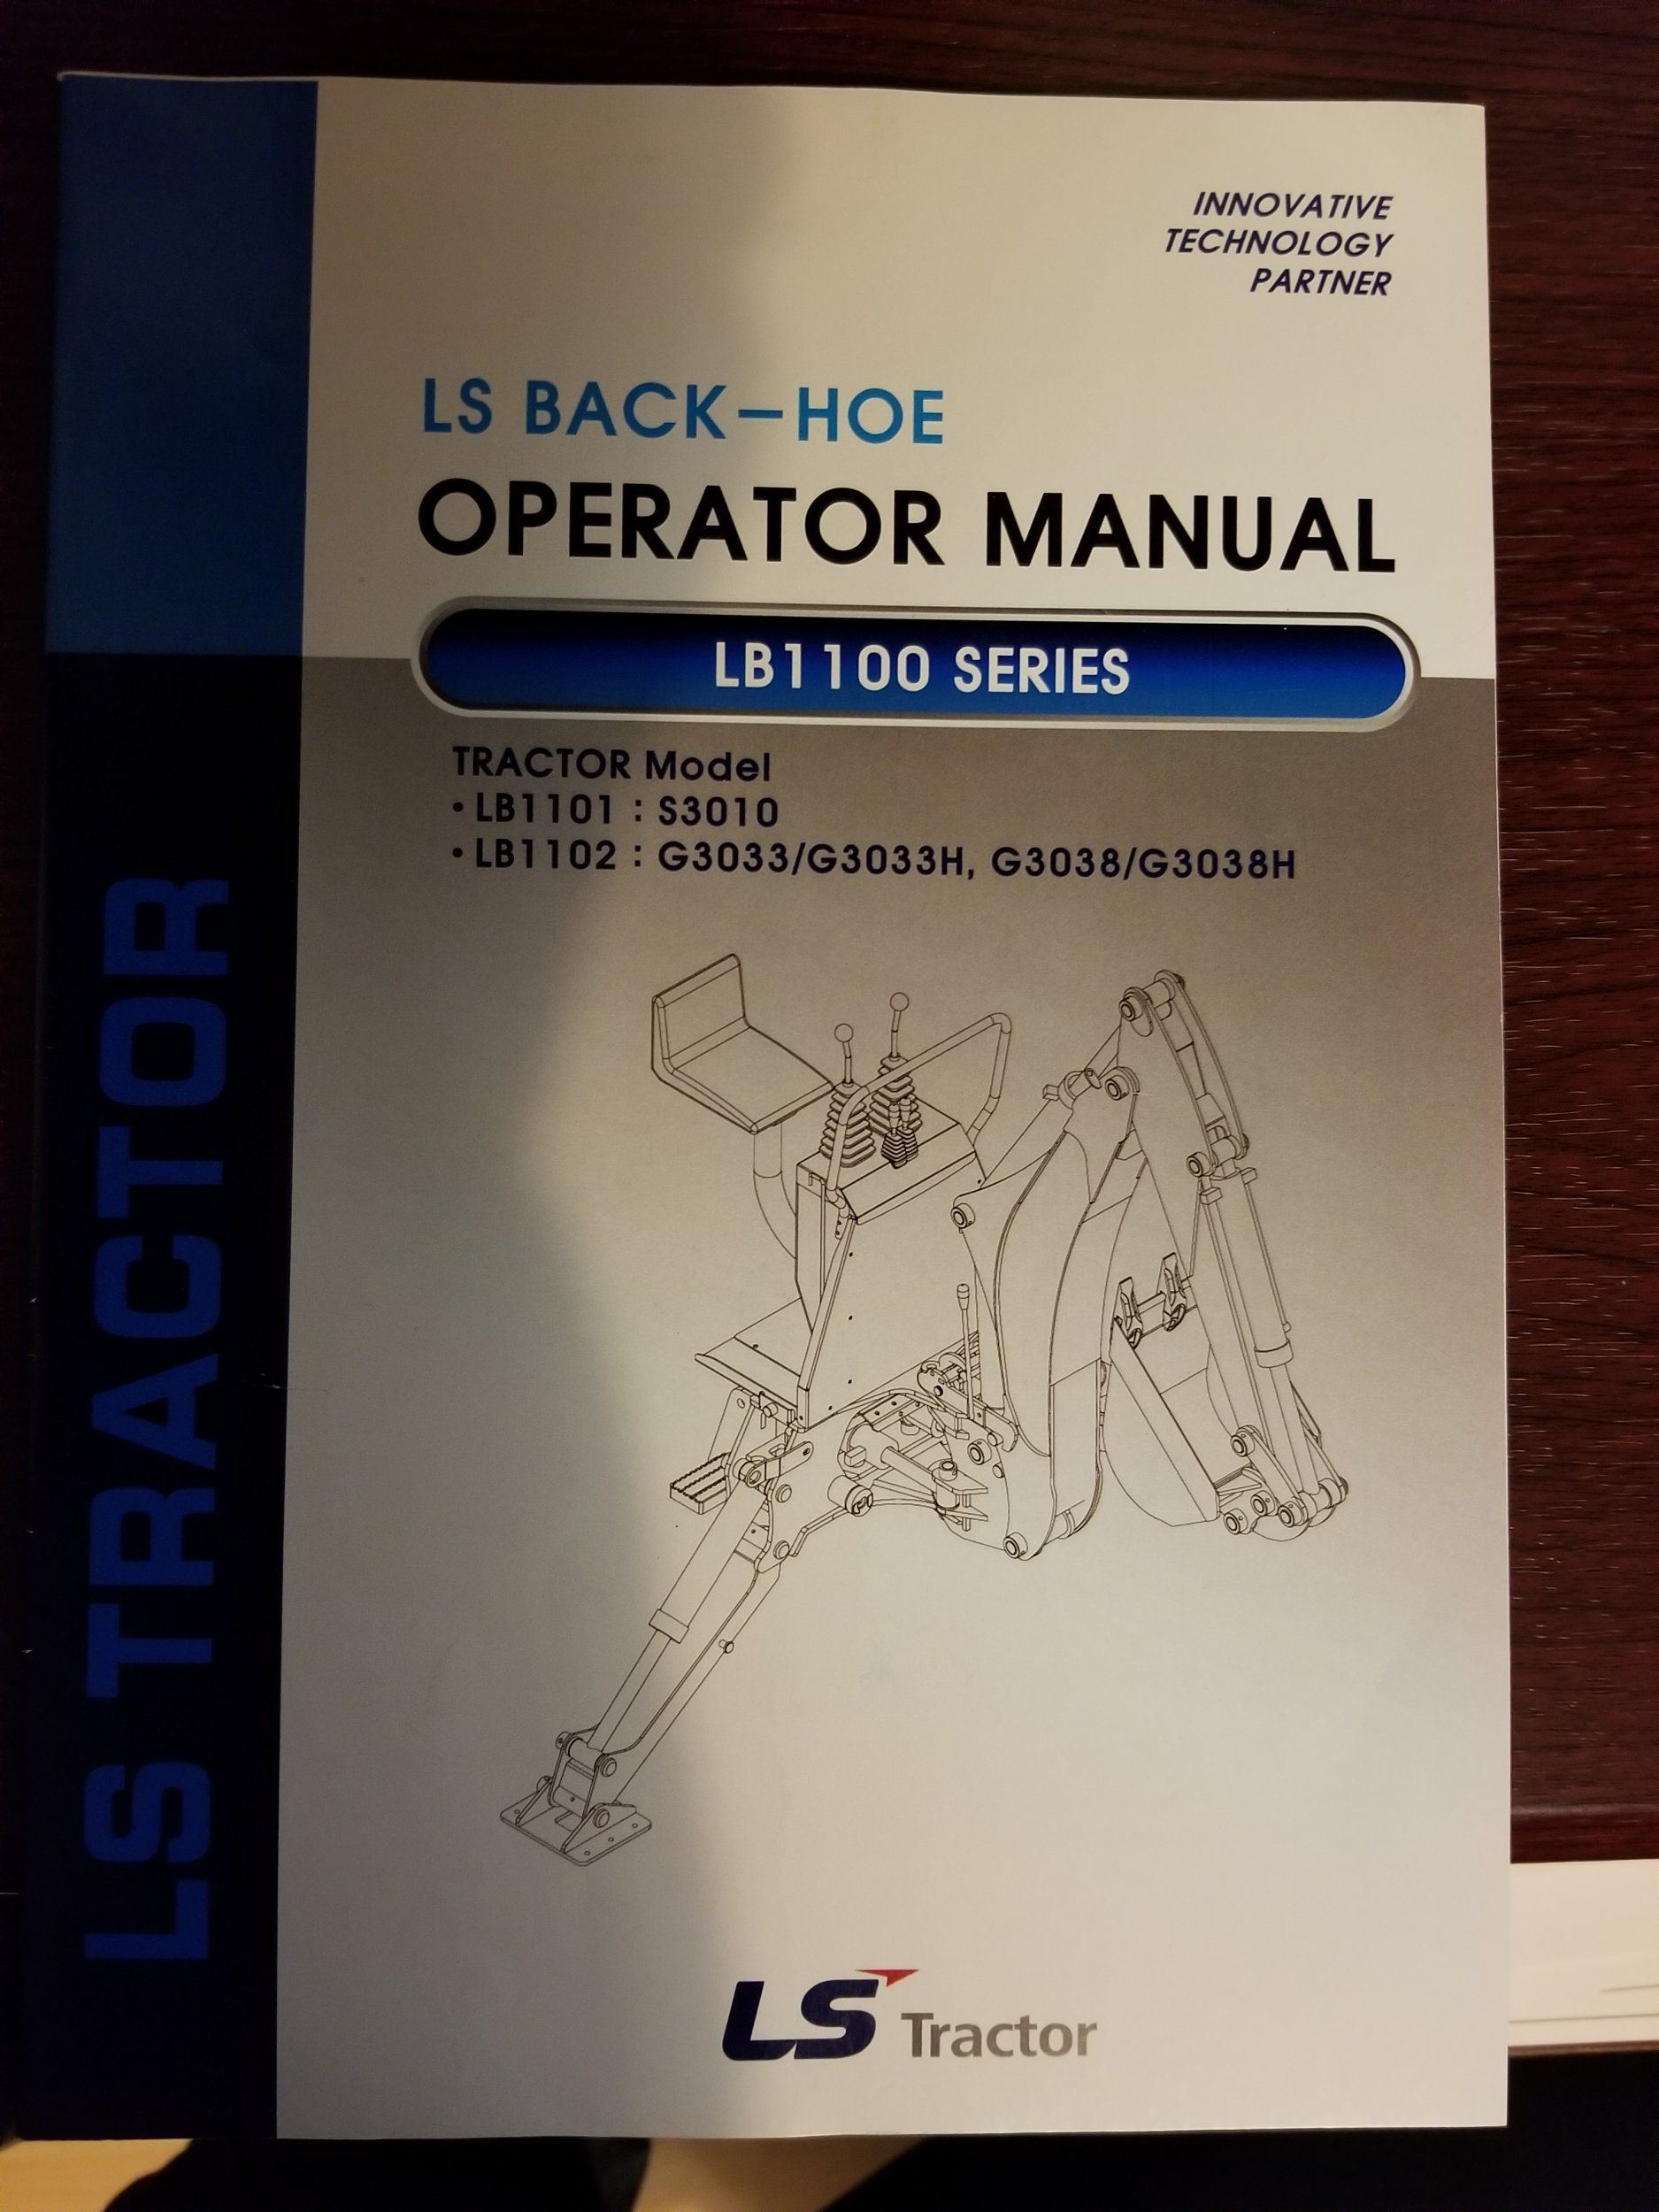 INNOVATIVE
TECHNOLOGY
PARTNER
LS BACK-HOE
OPERATOR MANUAL
LB1100 SERIES
TRACTOR Model
• LB1101 : S3010
• LB1102 : G3033/G3033H, G3038/G3038H
LS TRACTOR
LS Tractor